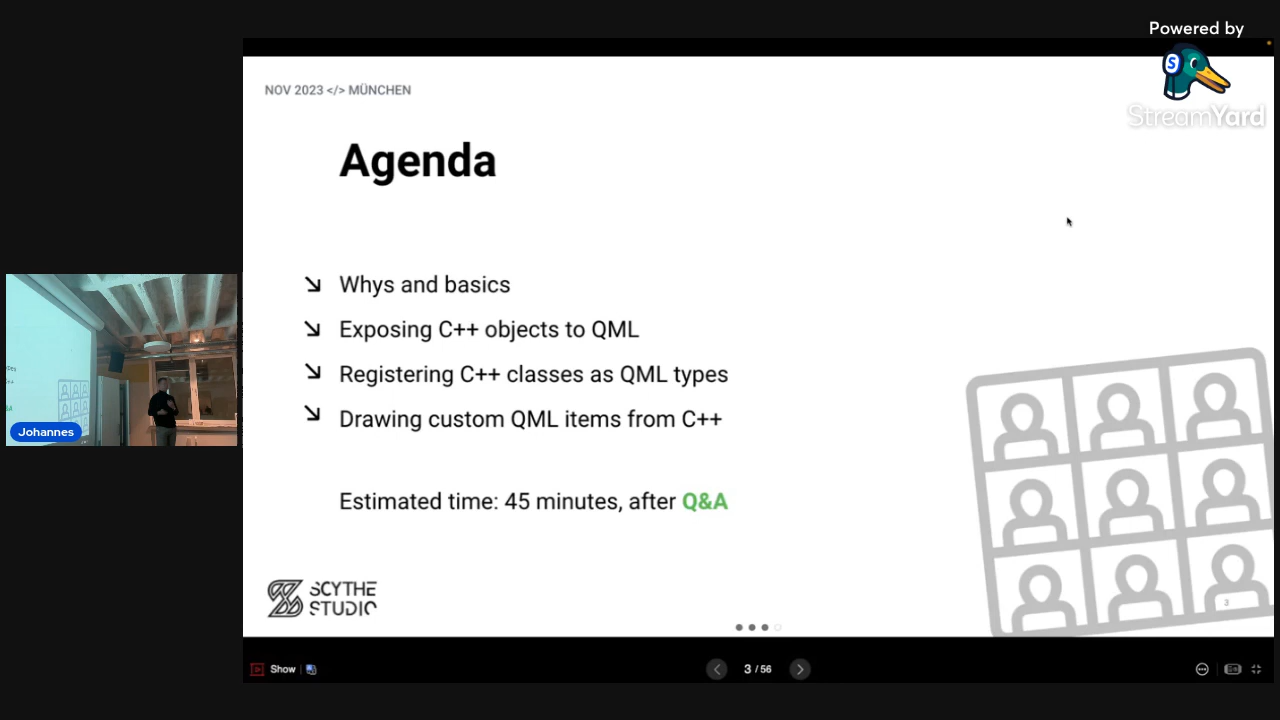 Powered by
StreamYard
NOV 2023 </> MÜNCHEN
Agenda
Whys and basics
Exposing C++ objects to QML
Registering C++ classes as QML types
Drawing custom QML items from C++
Estimated time: 45 minutes, after Q&A
SCYTHE
STUDIO
3
Show
3 / 56
Johannes